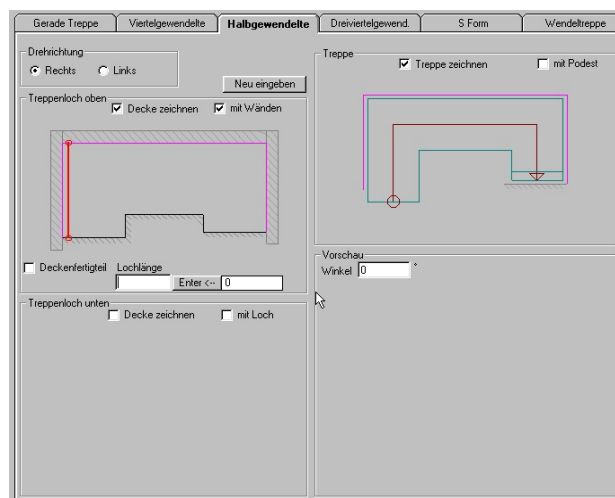 Gerade Treppe
Viertelgewendelte
Halbgewendelte
Dreiviertelgewend.
S Form
Wendeltreppe
Drehrichtung
Rechts Links
Neu eingeben
Treppenloch oben
Decke zeichnen mit Wänden
Deckenfertigteil Lochlänge
Enter <-- 0
Treppenloch unten
Decke zeichnen mit Loch
Treppe
Treppe zeichnen mit Podest
Vorschau
Winkel 0 °